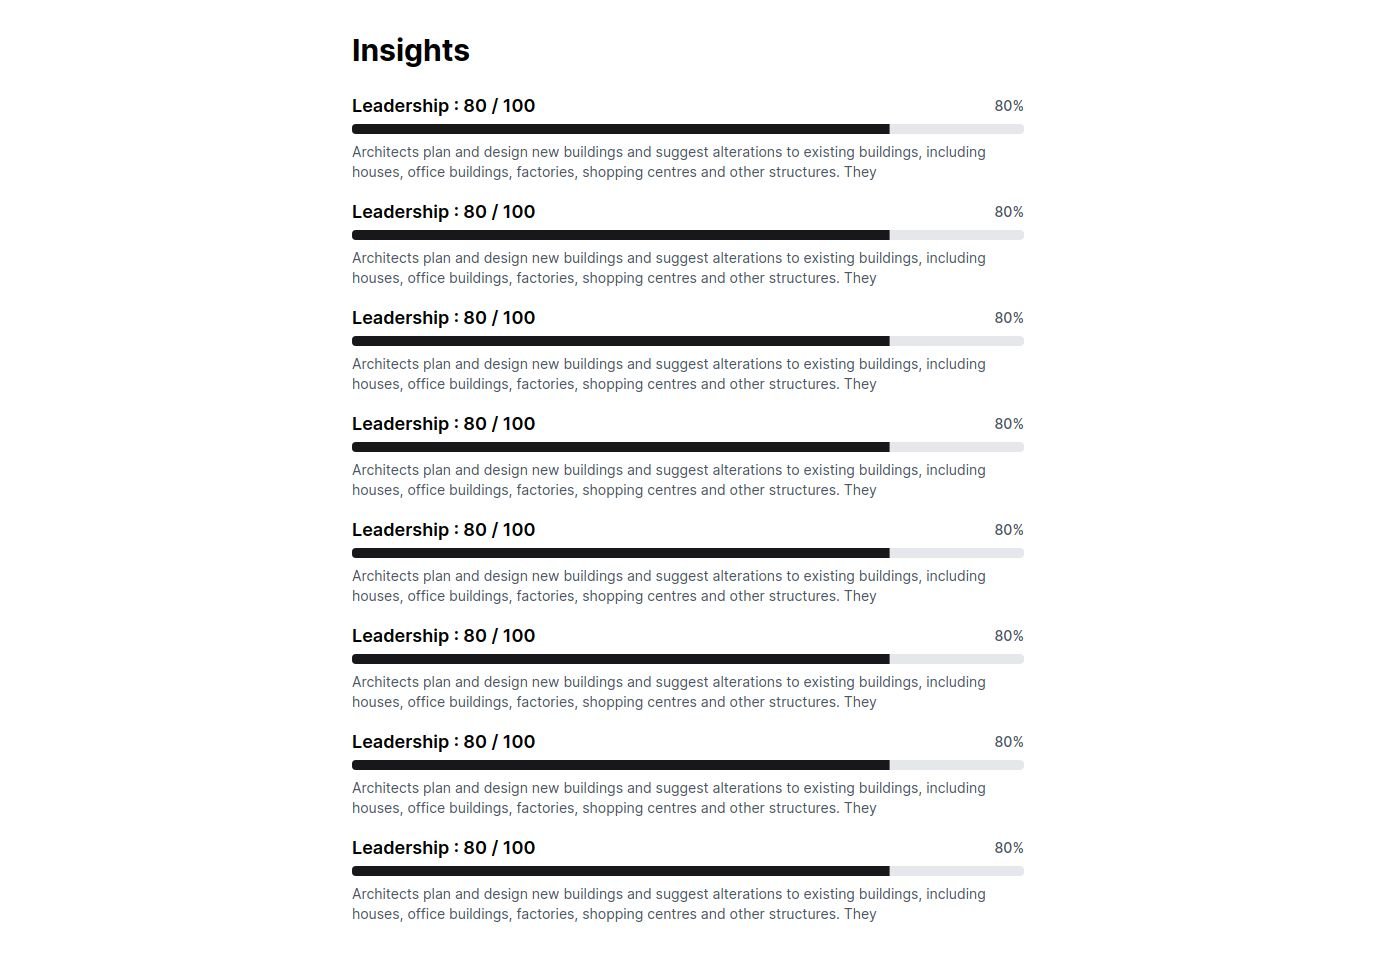 Insights
Leadership : 80 / 100 80%
Architects plan and design new buildings and suggest alterations to existing buildings, including
houses, office buildings, factories, shopping centres and other structures. They
Leadership : 80 / 100 80%
Architects plan and design new buildings and suggest alterations to existing buildings, including
houses, office buildings, factories, shopping centres and other structures. They
Leadership : 80 / 100 80%
Architects plan and design new buildings and suggest alterations to existing buildings, including
houses, office buildings, factories, shopping centres and other structures. They
Leadership : 80 / 100 80%
Architects plan and design new buildings and suggest alterations to existing buildings, including
houses, office buildings, factories, shopping centres and other structures. They
Leadership : 80 / 100 80%
Architects plan and design new buildings and suggest alterations to existing buildings, including
houses, office buildings, factories, shopping centres and other structures. They
Leadership : 80 / 100 80%
Architects plan and design new buildings and suggest alterations to existing buildings, including
houses, office buildings, factories, shopping centres and other structures. They
Leadership : 80 / 100 80%
Architects plan and design new buildings and suggest alterations to existing buildings, including
houses, office buildings, factories, shopping centres and other structures. They
Leadership : 80 / 100 80%
Architects plan and design new buildings and suggest alterations to existing buildings, including
houses, office buildings, factories, shopping centres and other structures. They